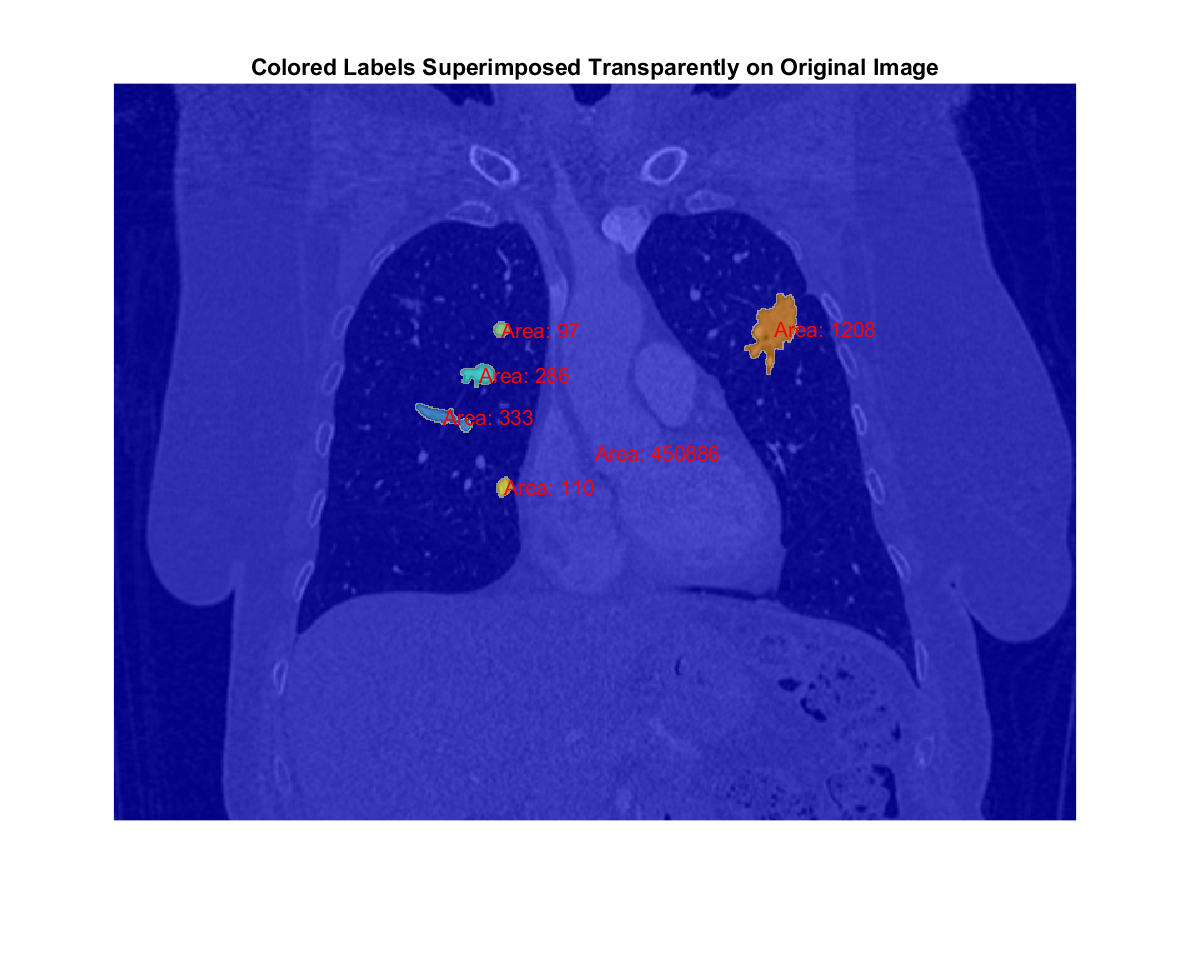 Colored Labels Superimposed Transparently on Original Image
Area: 97
Area: 1208
Area: 286
Area: 333
Area: 450886
Area: 110